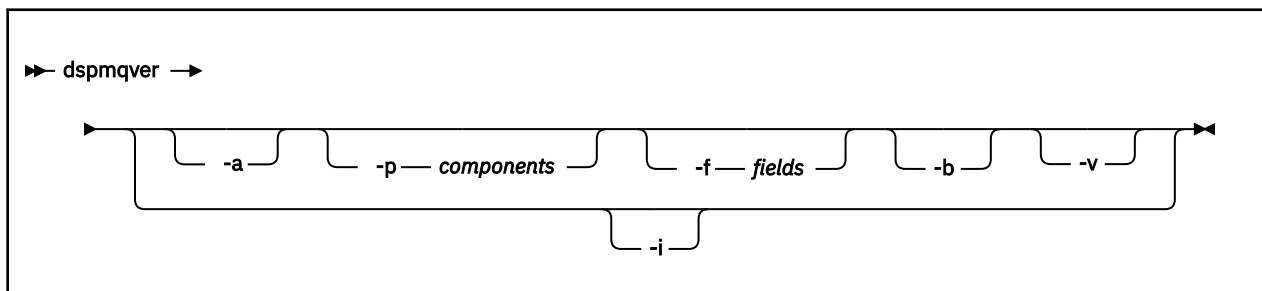 dspmqver
-a
-p components
-f fields
-b
-v
-i